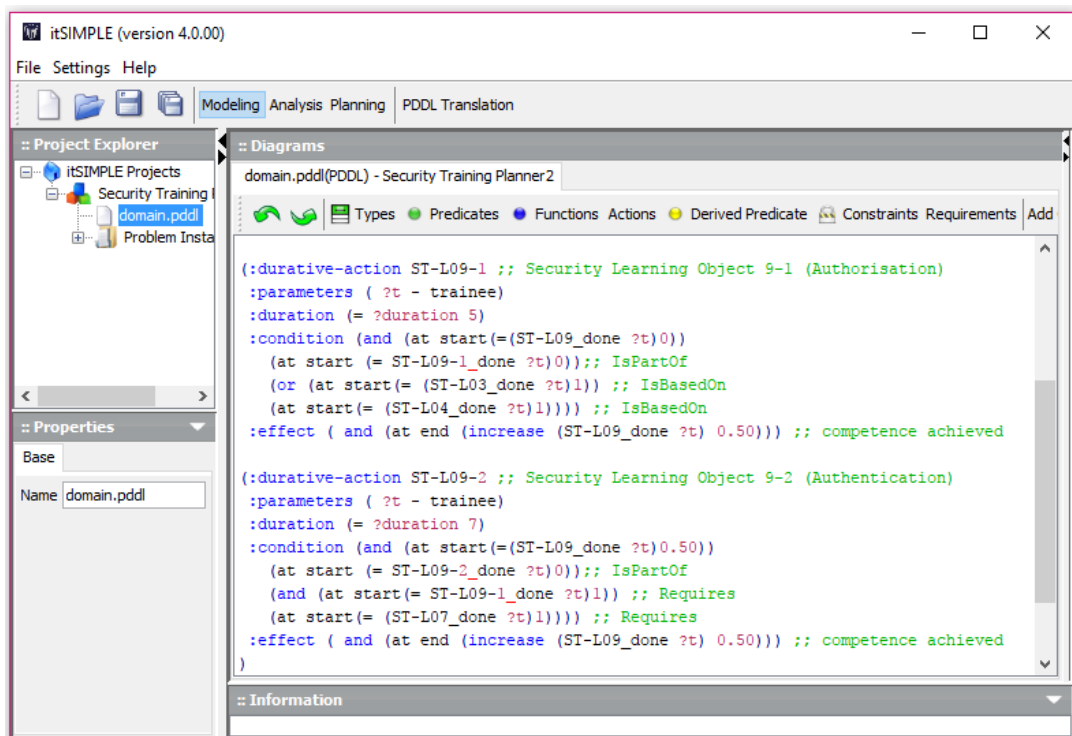 itSIMPLE (version 4.0.00)
File Settings Help
Modeling Analysis Planning PDDL Translation
:: Project Explorer
itSIMPLE Projects
Security Training
domain.pddl
Problem Insta
:: Properties
Base
Name domain.pddl
:: Diagrams
domain.pddl(PDDL) - Security Training Planner2
Types Predicates Functions Actions Derived Predicate Constraints Requirements Add
(:durative-action ST-L09-1 ;; Security Learning Object 9-1 (Authorisation)
:parameters ( ?t - trainee)
:duration (= ?duration 5)
:condition (and (at start(=(ST-L09_done ?t)0))
(at start (= ST-L09-1_done ?t)0));; IsPartOf
(or (at start(= (ST-L03_done ?t)1)) ;; IsBasedOn
(at start(= (ST-L04_done ?t)1)))) ;; IsBasedOn
:effect ( and (at end (increase (ST-L09_done ?t) 0.50))) ;; competence achieved
(:durative-action ST-L09-2 ;; Security Learning Object 9-2 (Authentication)
:parameters ( ?t - trainee)
:duration (= ?duration 7)
:condition (and (at start(=(ST-L09_done ?t)0.50))
(at start (= ST-L09-2_done ?t)0));; IsPartOf
(and (at start(= ST-L09-1_done ?t)1)) ;; Requires
(at start(= (ST-L07_done ?t)1)))) ;; Requires
:effect ( and (at end (increase (ST-L09_done ?t) 0.50))) ;; competence achieved
)
:: Information